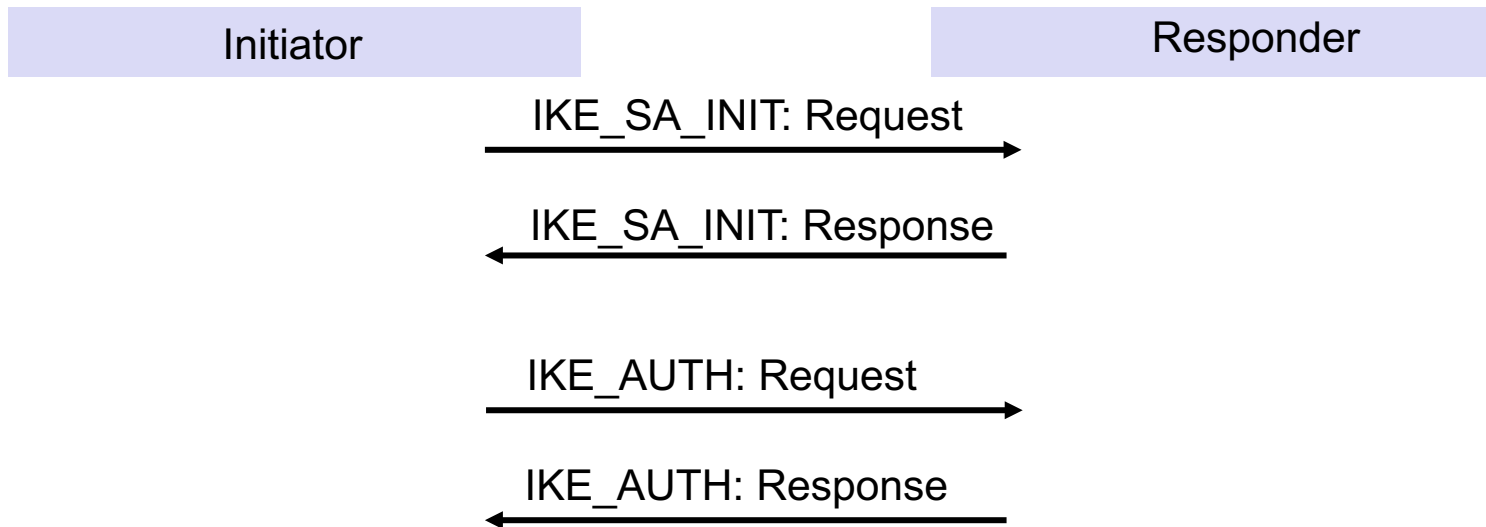 Initiator
Responder
IKE_SA_INIT: Request
IKE_SA_INIT: Response
IKE_AUTH: Request
IKE_AUTH: Response